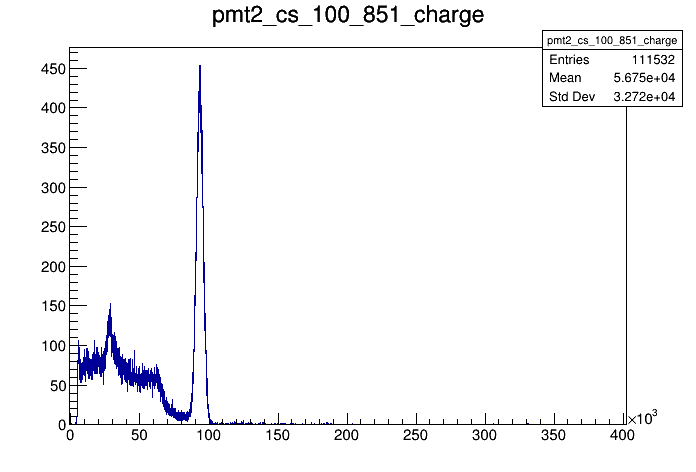 pmt2_cs_100_851_charge
pmt2_cs_100_851_charge
Entries 111532
Mean 5.675e+04
Std Dev 3.272e+04
450
400
350
300
250
200
150
100
50
0
0 50 100 150 200 250 300 350 400 ×10³